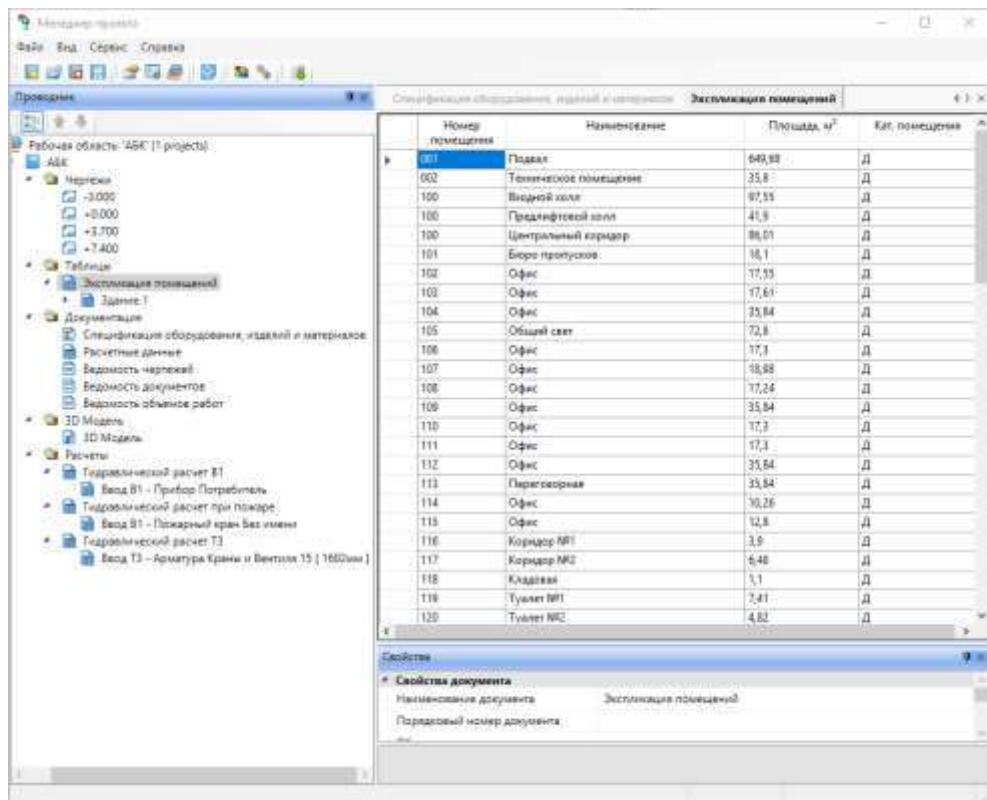 Менеджер проекта
Файл Вид Сервис Справка
Проводник
Рабочая область 'АБК' (1 projects)
АБК
Чертежи
-3.000
+0.000
+3.700
+7.400
Таблицы
Экспликация помещений
Здание 1
Документация
Спецификация оборудования, изделий и материалов
Расчетные данные
Ведомость чертежей
Ведомость документов
Ведомость объемов работ
3D Модель
3D Модель
Расчеты
Гидравлический расчет В1
Ввод В1 - Прибор Потребитель
Гидравлический расчет при пожаре
Ввод В1 - Пожарный кран Без имени
Гидравлический расчет Т3
Ввод Т3 - Арматура Краны и Вентили 15 [ 1602мм ]
Спецификация оборудования, изделий и материалов Экспликация помещений
Номер помещения Наименование Площадь, м² Кат. помещения
001 Подвал 649,88 Д
002 Техническое помещение 35,8 Д
100 Входной холл 97,55 Д
100 Предлифтовой холл 41,9 Д
100 Центральный коридор 86,01 Д
101 Бюро пропусков 18,1 Д
102 Офис 17,55 Д
103 Офис 17,61 Д
104 Офис 35,84 Д
105 Общий свет 72,8 Д
106 Офис 17,3 Д
107 Офис 18,98 Д
108 Офис 17,24 Д
109 Офис 35,84 Д
110 Офис 17,3 Д
111 Офис 17,3 Д
112 Офис 35,84 Д
113 Переговорная 35,84 Д
114 Офис 10,26 Д
115 Офис 12,8 Д
116 Коридор №1 3,9 Д
117 Коридор №2 6,48 Д
118 Кладовая 1,1 Д
119 Туалет №1 7,41 Д
120 Туалет №2 4,82 Д
Свойства
Свойства документа
Наименование документа Экспликация помещений
Порядковый номер документа